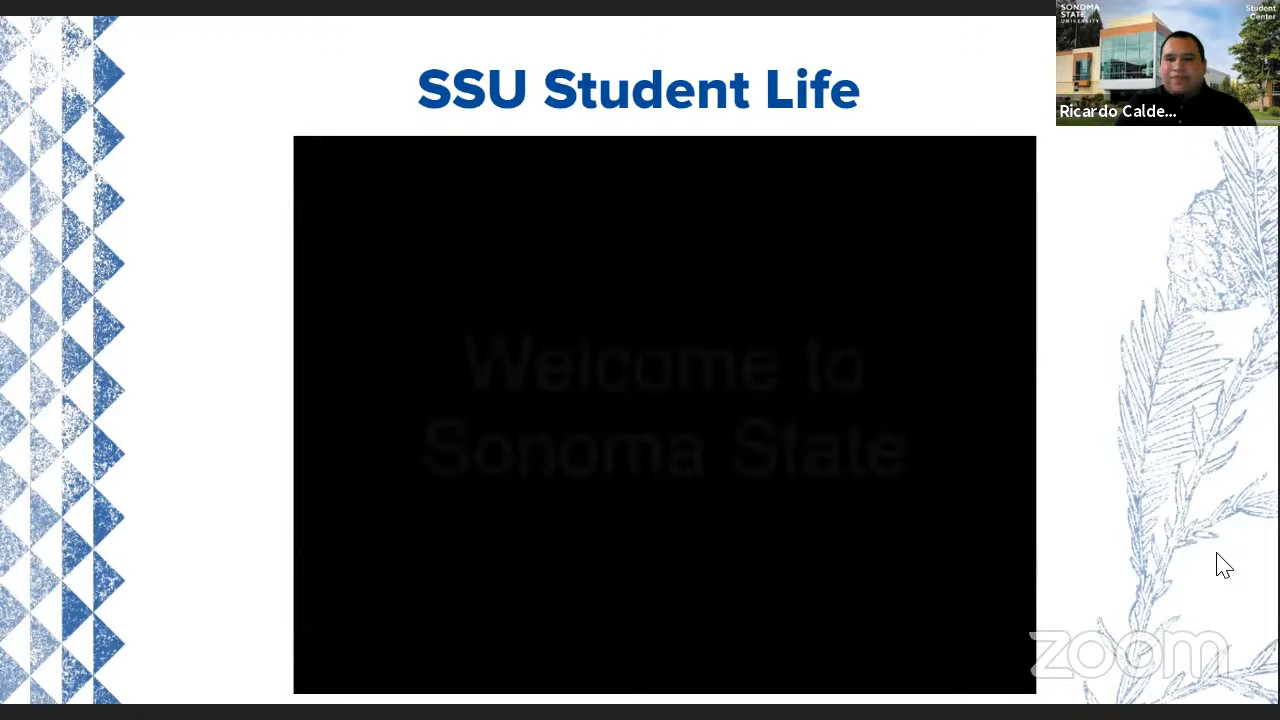 SSU Student Life
SONOMA
STATE
UNIVERSITY
Student
Center
Ricardo Calde...
Welcome to
Sonoma State
zoom